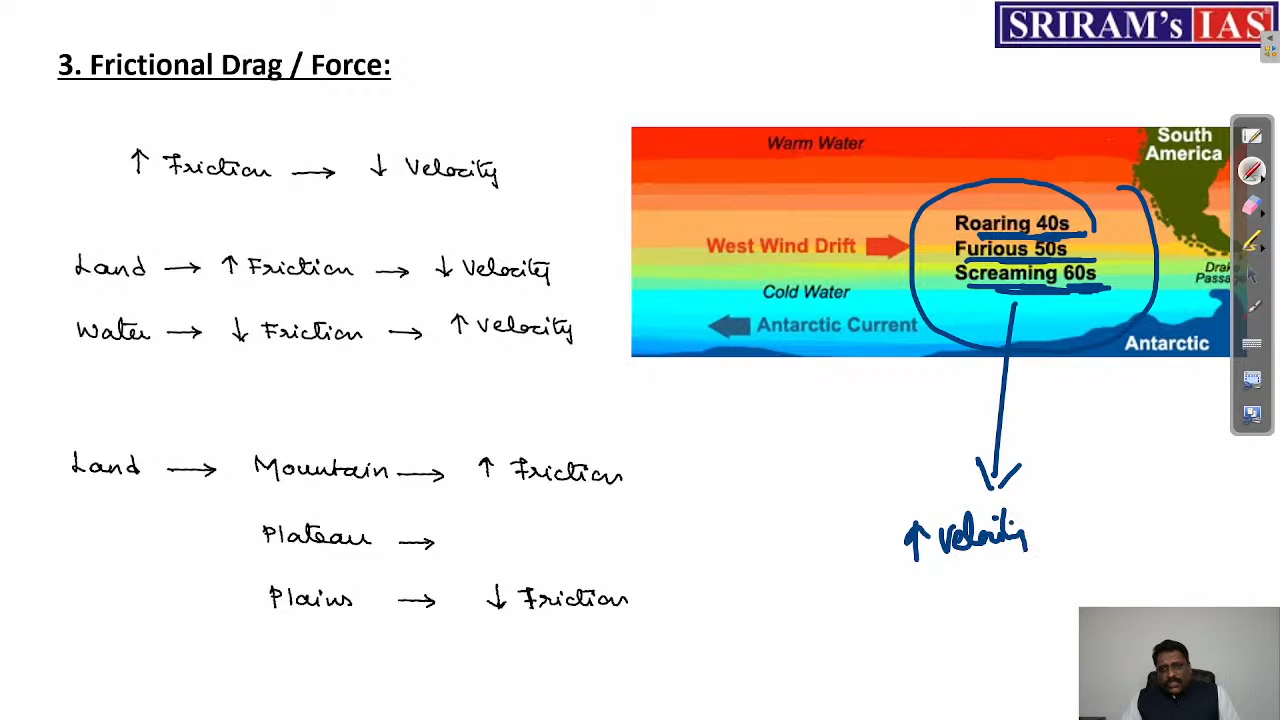 SRIRAM's IAS
3. Frictional Drag / Force:
↑ Friction → ↓ Velocity
Land → ↑ Friction → ↓ Velocity
Water → ↓ Friction → ↑ Velocity
Land → Mountain → ↑ Friction
Plateau →
Plains → ↓ Friction
Warm Water
South
America
Roaring 40s
West Wind Drift
Furious 50s
Screaming 60s
Drake
Passage
Cold Water
Antarctic Current
Antarctic
↑ Velocity